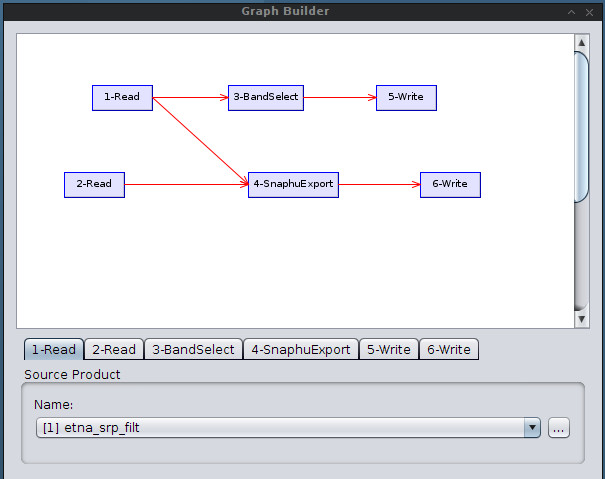 Graph Builder
1-Read
3-BandSelect
5-Write
2-Read
4-SnaphuExport
6-Write
1-Read 2-Read 3-BandSelect 4-SnaphuExport 5-Write 6-Write
Source Product
Name:
[1] etna_srp_filt
...